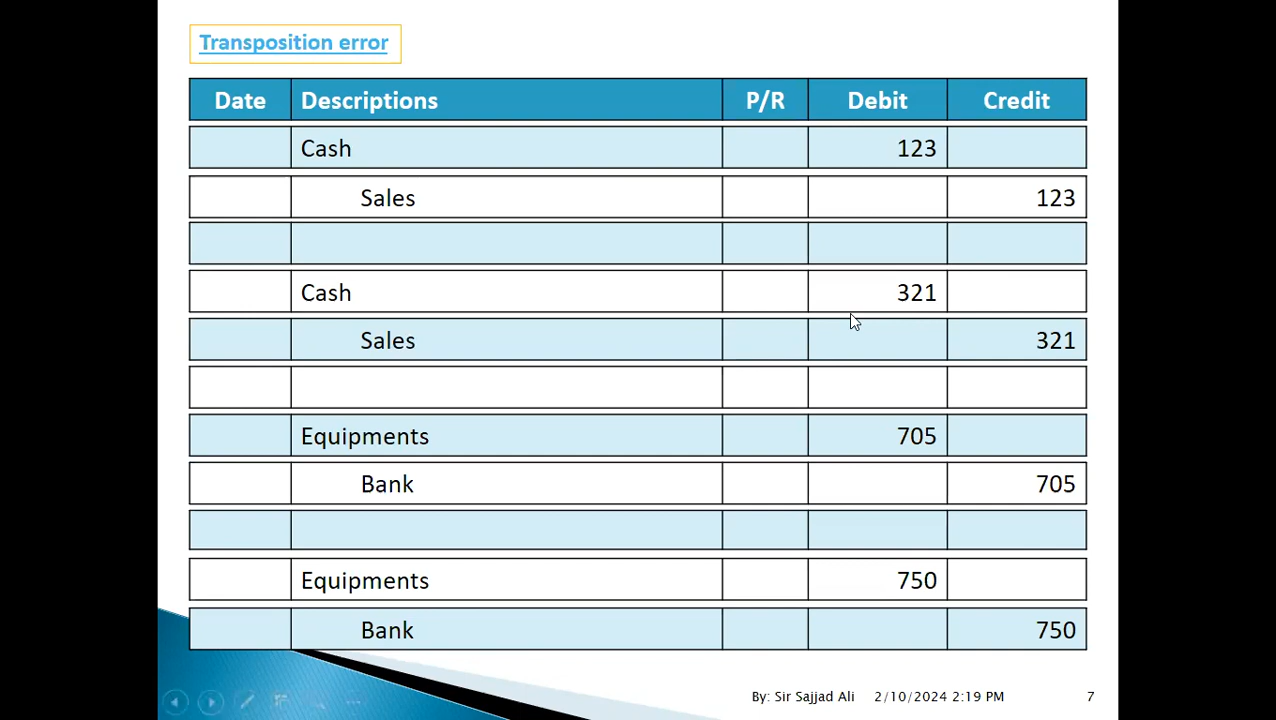 Transposition error
Date Descriptions P/R Debit Credit
Cash 123
Sales 123
Cash 321
Sales 321
Equipments 705
Bank 705
Equipments 750
Bank 750
By: Sir Sajjad Ali 2/10/2024 2:19 PM 7